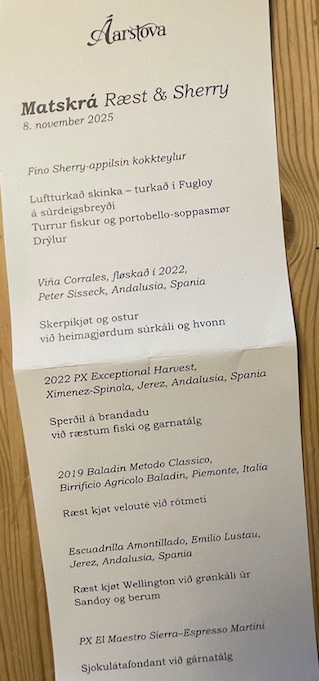 Áarstova
Matskrá Ræst & Sherry
8. november 2025
Fino Sherry-appilsin kokkteylur
Luftturkað skinka – turkað í Fugloy
á súrdeigsbreyði
Turrur fiskur og portobello-soppasmør
Drýlur
Viña Corrales, fløskað í 2022,
Peter Sisseck, Andalusia, Spania
Skerpikjøt og ostur
við heimagjørdum súrkáli og hvonn
2022 PX Exceptional Harvest,
Ximenez-Spinola, Jerez, Andalusia, Spania
Sperðil á brandadu
við ræstum fiski og garnatálg
2019 Baladin Metodo Classico,
Birrificio Agricolo Baladin, Piemonte, Italia
Ræst kjøt velouté við rótmeti
Escuadrilla Amontillado, Emilio Lustau,
Jerez, Andalusia, Spania
Ræst kjøt Wellington við grønkáli úr
Sandoy og berum
PX El Maestro Sierra–Espresso Martini
Sjokulátafondant við gárnatálg